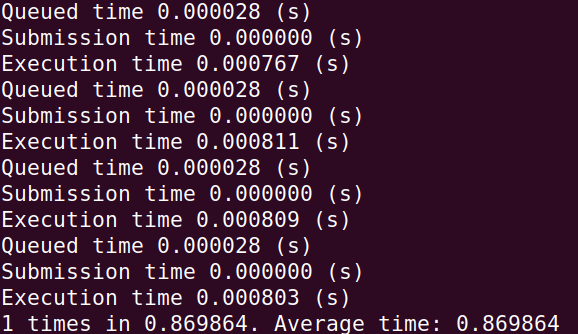 Queued time 0.000028 (s)
Submission time 0.000000 (s)
Execution time 0.000767 (s)
Queued time 0.000028 (s)
Submission time 0.000000 (s)
Execution time 0.000811 (s)
Queued time 0.000028 (s)
Submission time 0.000000 (s)
Execution time 0.000809 (s)
Queued time 0.000028 (s)
Submission time 0.000000 (s)
Execution time 0.000803 (s)
1 times in 0.869864. Average time: 0.869864